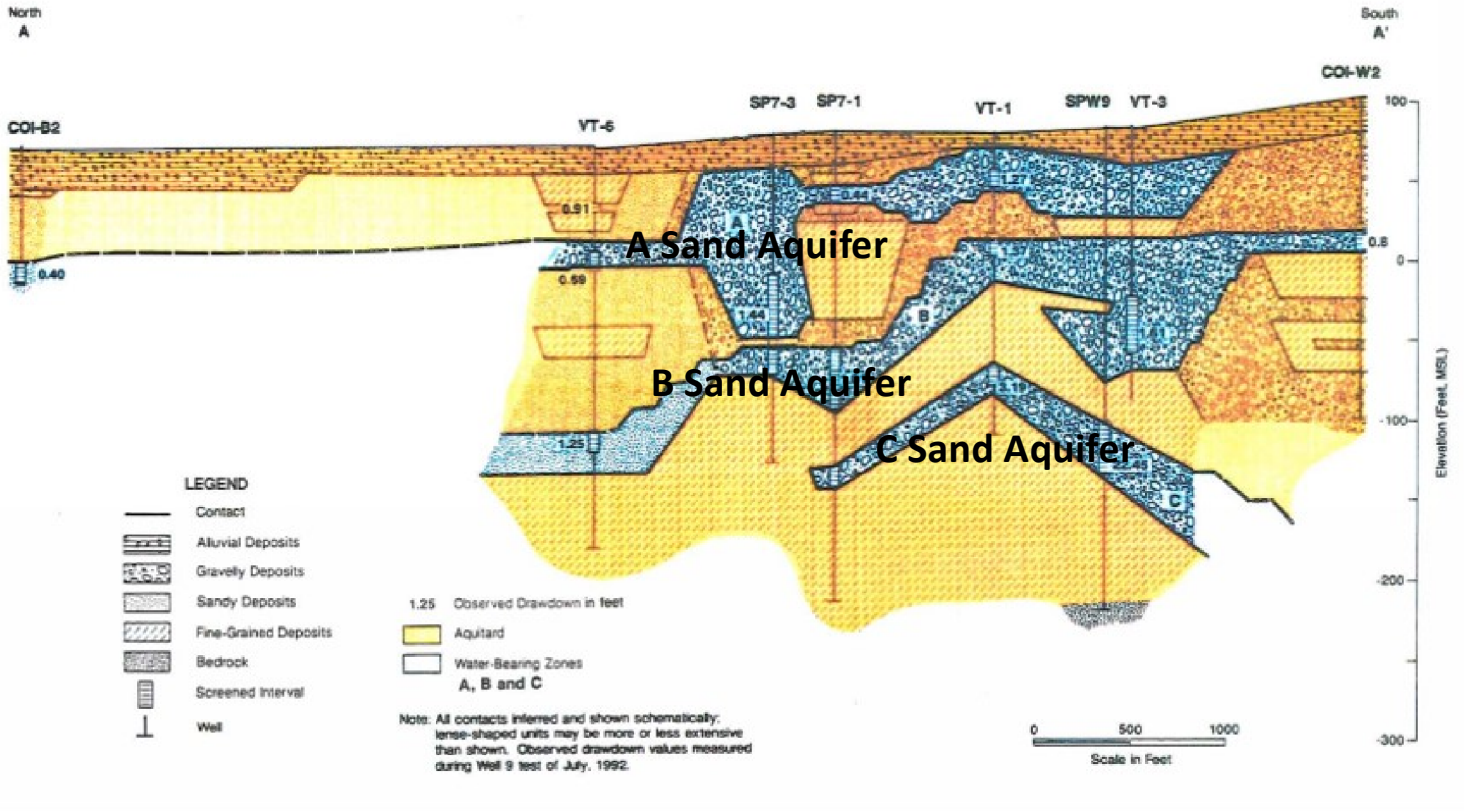 North
A
South
A'
COI-W2
SP7-3 SP7-1
VT-1
SPW9 VT-3
COI-B2
VT-6
100
1.27
0.44
0.91
A
A Sand Aquifer
0.8
0
0.40
0.69
1.44
B
B Sand Aquifer
-100
1.25
C Sand Aquifer
C
Elevation (Feet, MSL)
LEGEND
Contact
Alluvial Deposits
Gravelly Deposits
Sandy Deposits
Fine-Grained Deposits
Bedrock
Screened Interval
Well
1.25 Observed Drawdown in feet
Aquitard
Water-Bearing Zones
A, B and C
-200
Note: All contacts inferred and shown schematically;
lense-shaped units may be more or less extensive
than shown. Observed drawdown values measured
during Well 9 test of July, 1992.
0 500 1000
Scale in Feet
-300